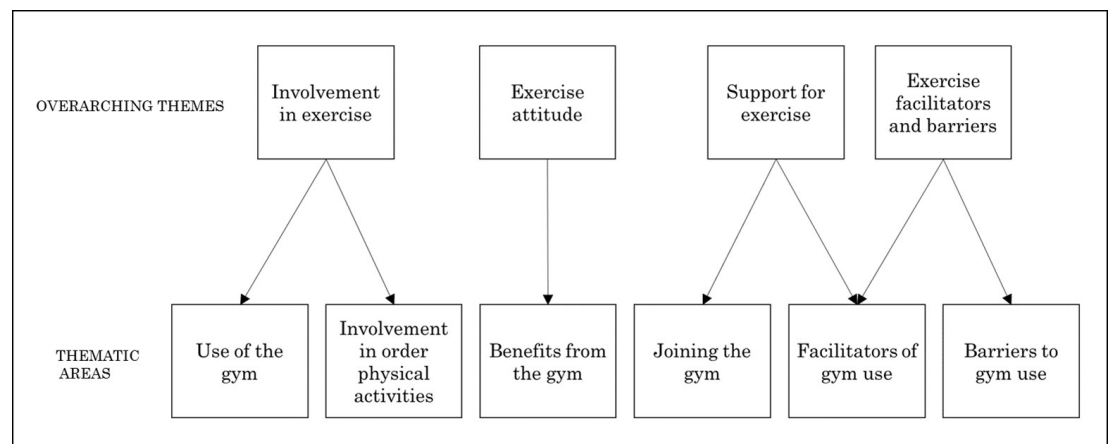 OVERARCHING THEMES
Involvement
in exercise
Exercise
attitude
Support for
exercise
Exercise
facilitators
and barriers
THEMATIC
AREAS
Use of the
gym
Involvement
in order
physical
activities
Benefits from
the gym
Joining the
gym
Facilitators of
gym use
Barriers to
gym use